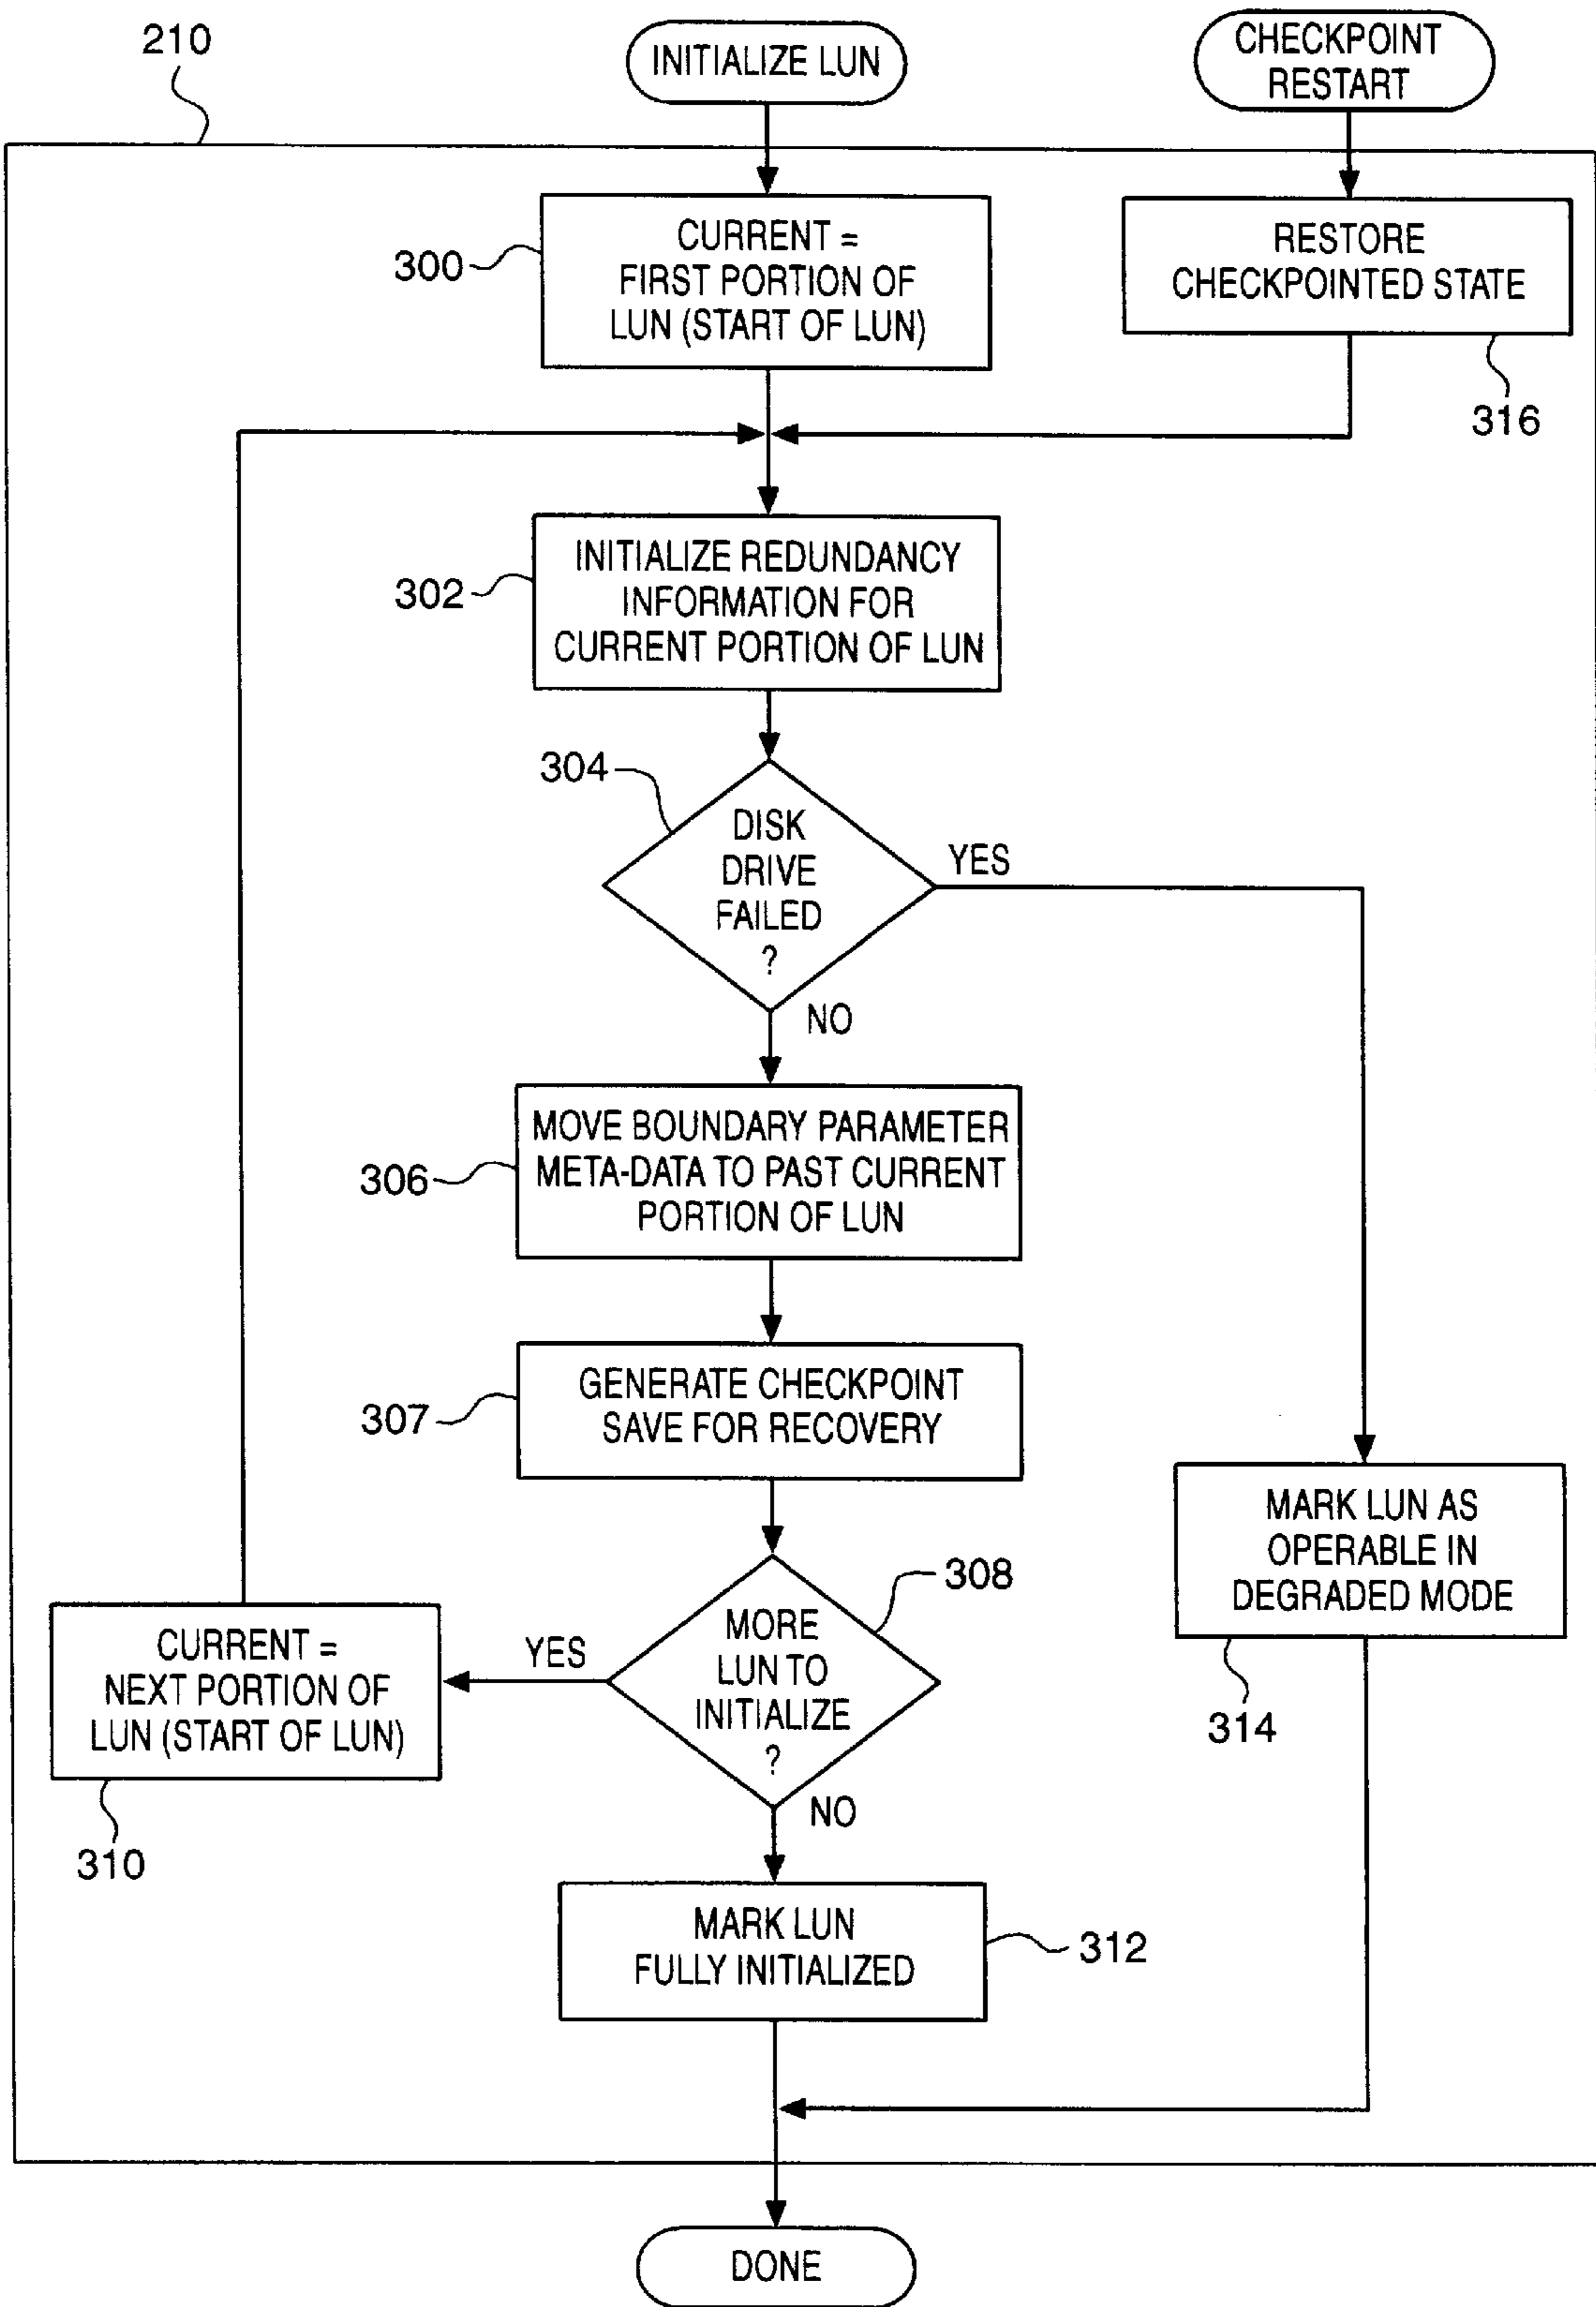 210
INITIALIZE LUN
CHECKPOINT
RESTART
300
CURRENT =
FIRST PORTION OF
LUN (START OF LUN)
RESTORE
CHECKPOINTED STATE
316
302
INITIALIZE REDUNDANCY
INFORMATION FOR
CURRENT PORTION OF LUN
304
DISK
DRIVE
FAILED
?
YES
NO
306
MOVE BOUNDARY PARAMETER
META-DATA TO PAST CURRENT
PORTION OF LUN
307
GENERATE CHECKPOINT
SAVE FOR RECOVERY
308
MORE
LUN TO
INITIALIZE
?
YES
NO
CURRENT =
NEXT PORTION OF
LUN (START OF LUN)
310
MARK LUN AS
OPERABLE IN
DEGRADED MODE
314
MARK LUN
FULLY INITIALIZED
312
DONE